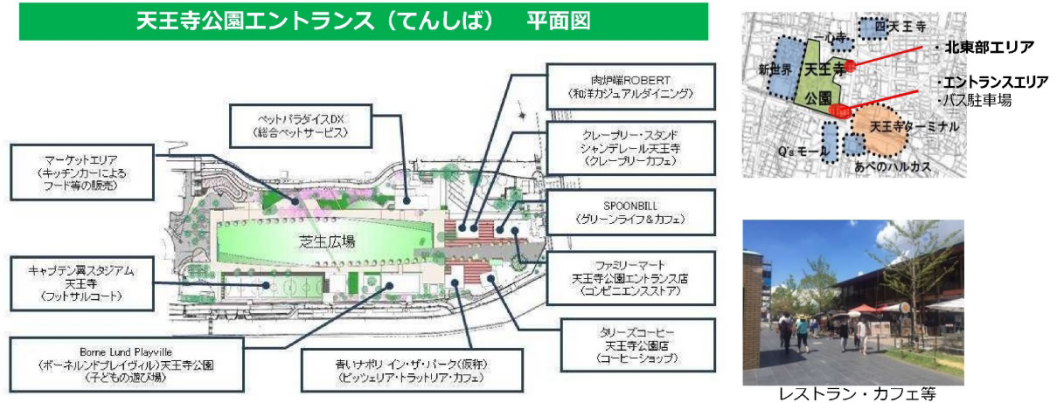 天王寺公園エントランス（てんしば）　平面図
肉炉端ROBERT
（和洋カジュアルダイニング）
ペットパラダイスDX
（総合ペットサービス）
クレープリー・スタンド
シャンデレール天王寺
（クレープリーカフェ）
マーケットエリア
（キッチンカーによる
フード等の販売）
SPOONBILL
（グリーンライフ＆カフェ）
芝生広場
ファミリーマート
天王寺公園エントランス店
（コンビニエンスストア）
キャプテン翼スタジアム
天王寺
（フットサルコート）
タリーズコーヒー
天王寺公園店
（コーヒーショップ）
Borne Lund Playville
（ボーネルンドプレイヴィル）天王寺公園
（子どもの遊び場）
青いナポリ イン・ザ・パーク（仮称）
（ピッツェリア・トラットリア・カフェ）
四天王寺
一心寺
・北東部エリア
新世界
天王寺
公園
・エントランスエリア
・バス駐車場
天王寺ターミナル
Q'sモール
あべのハルカス
レストラン・カフェ等